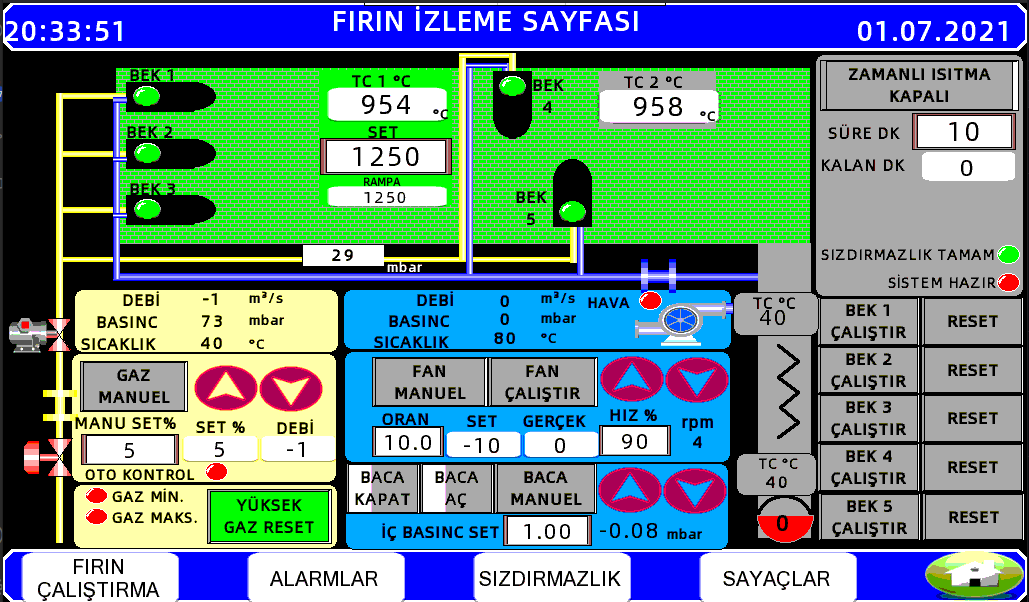 FIRIN İZLEME SAYFASI
20:33:51
01.07.2021
BEK 1
BEK 2
BEK 3
TC 1 °C
954 °C
SET
1250
RAMPA
1250
BEK
4
TC 2 °C
958 °C
BEK
5
29
mbar
ZAMANLI ISITMA
KAPALI
SÜRE DK 10
KALAN DK 0
SIZDIRMAZLIK TAMAM
SİSTEM HAZIR
DEBİ -1 m³/s
BASINC 73 mbar
SICAKLIK 40 °C
DEBİ 0 m³/s
BASINC 0 mbar
SICAKLIK 80 °C
HAVA
TC °C
40
GAZ
MANUEL
MANU SET%
5
SET %
5
DEBİ
-1
OTO KONTROL
GAZ MİN.
GAZ MAKS.
YÜKSEK
GAZ RESET
FAN
MANUEL
FAN
ÇALIŞTIR
ORAN
10.0
SET
-10
GERÇEK
0
HIZ %
90
rpm
4
BACA
KAPAT
BACA
AÇ
BACA
MANUEL
İÇ BASINC SET 1.00 -0.08 mbar
TC °C
40
0
BEK 1
ÇALIŞTIR
RESET
BEK 2
ÇALIŞTIR
RESET
BEK 3
ÇALIŞTIR
RESET
BEK 4
ÇALIŞTIR
RESET
BEK 5
ÇALIŞTIR
RESET
FIRIN
ÇALIŞTIRMA
ALARMLAR
SIZDIRMAZLIK
SAYAÇLAR